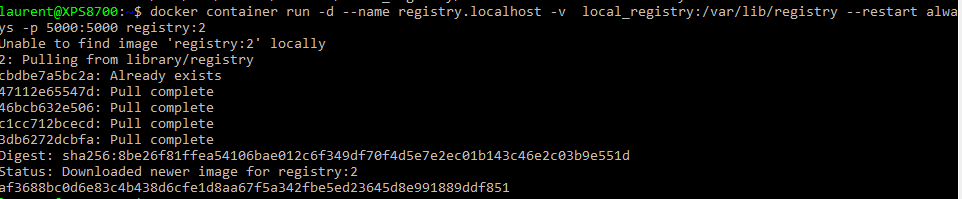 laurent@XPS8700:~$ docker container run -d --name registry.localhost -v  local_registry:/var/lib/registry --restart alwa
ys -p 5000:5000 registry:2
Unable to find image 'registry:2' locally
2: Pulling from library/registry
cbdbe7a5bc2a: Already exists
47112e65547d: Pull complete
46bcb632e506: Pull complete
c1cc712bcecd: Pull complete
3db6272dcbfa: Pull complete
Digest: sha256:8be26f81ffea54106bae012c6f349df70f4d5e7e2ec01b143c46e2c03b9e551d
Status: Downloaded newer image for registry:2
af3688bc0d6e83c4b438d6cfe1d8aa67f5a342fbe5ed23645d8e991889ddf851